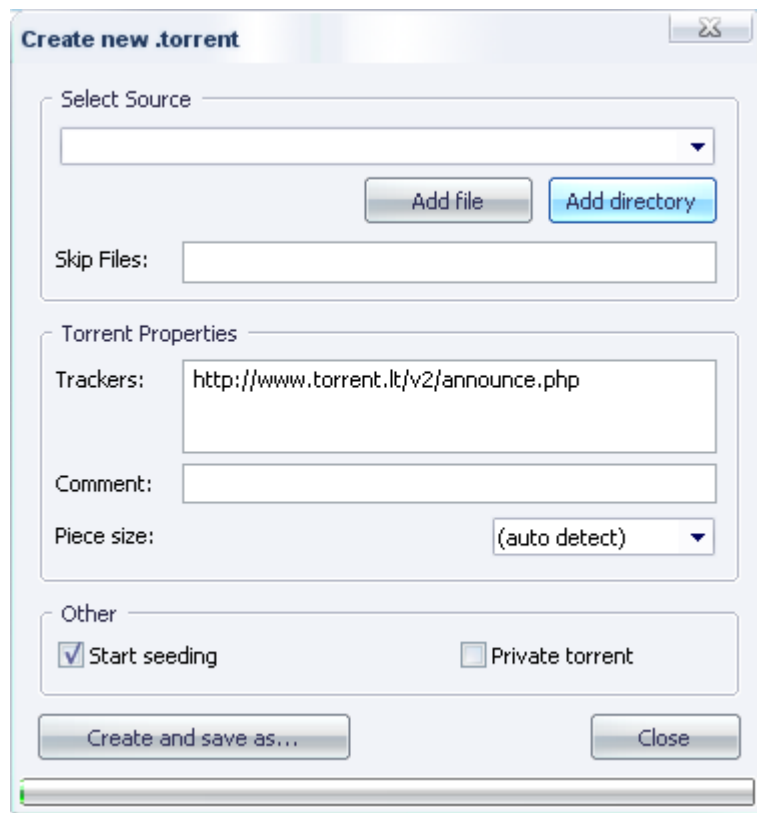 Create new .torrent
Select Source
Add file
Add directory
Skip Files:
Torrent Properties
Trackers:
http://www.torrent.lt/v2/announce.php
Comment:
Piece size:
(auto detect)
Other
Start seeding
Private torrent
Create and save as...
Close